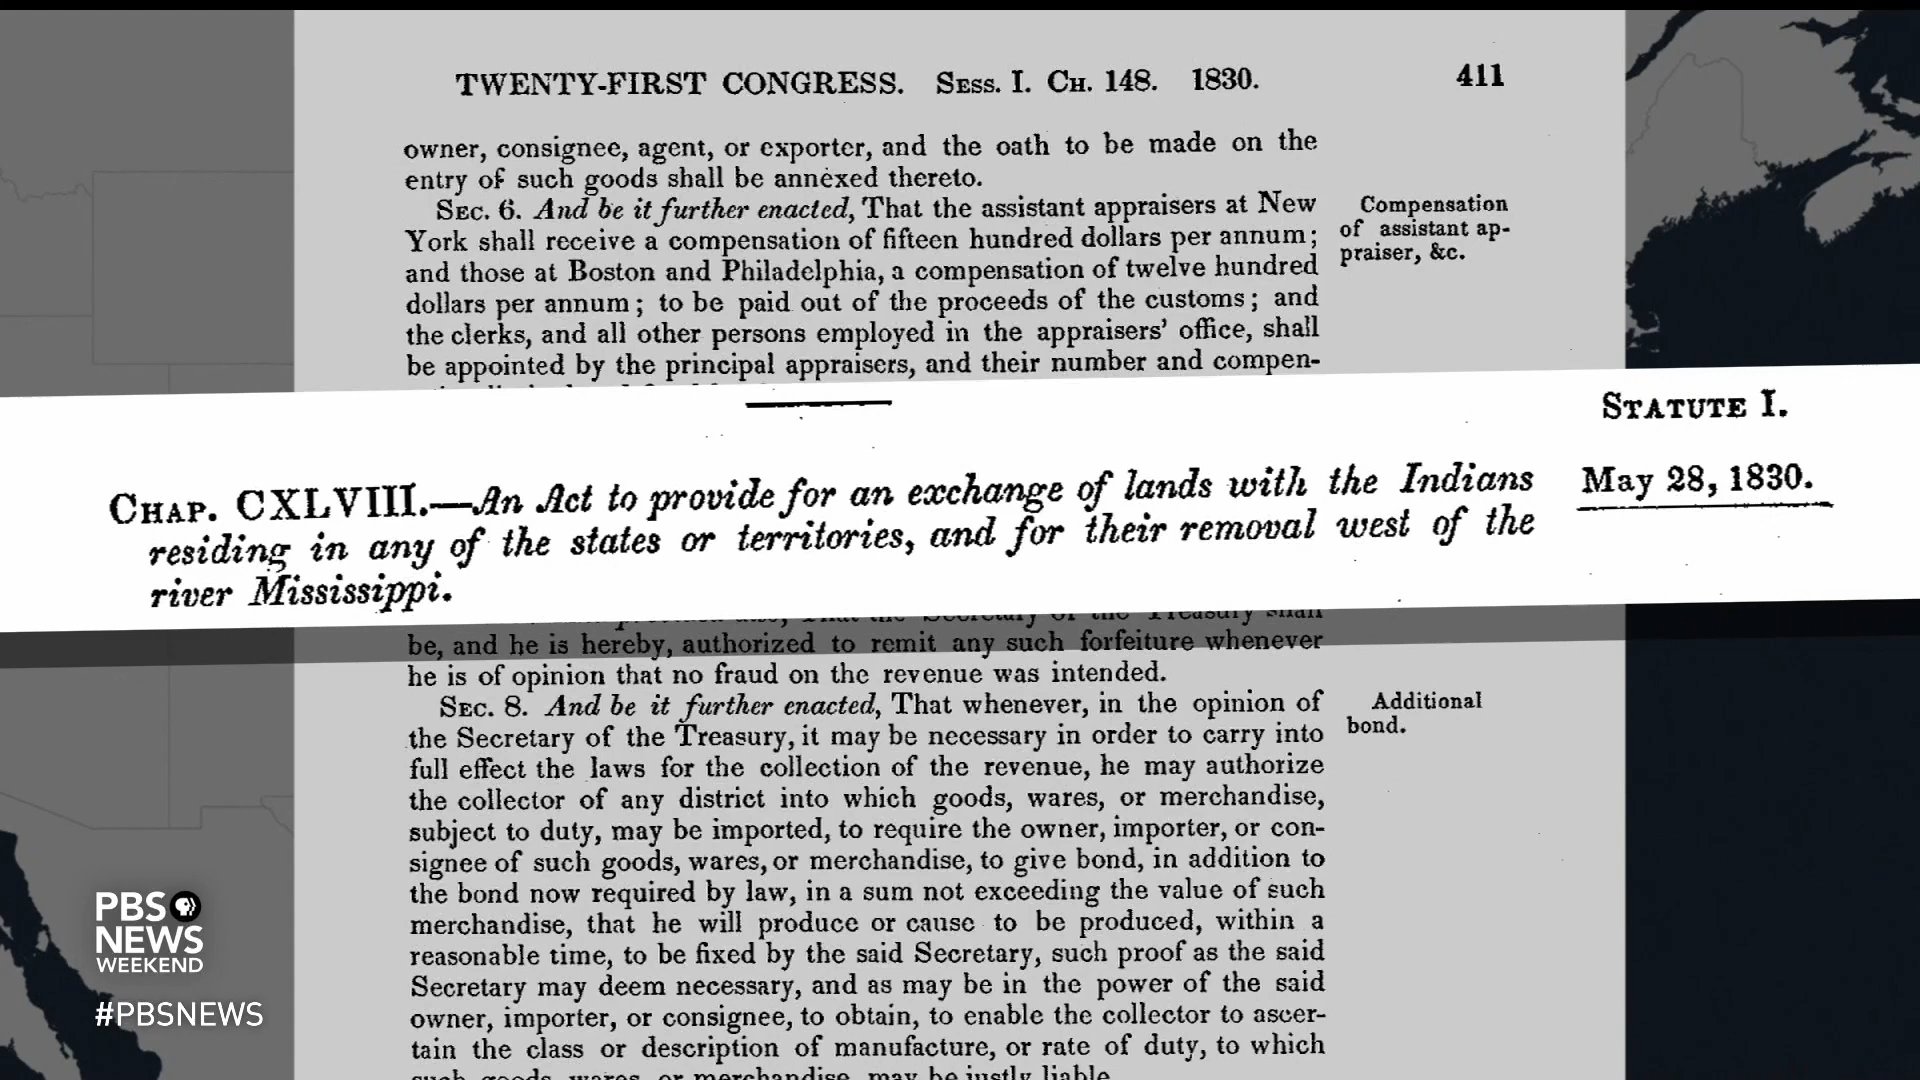 TWENTY-FIRST CONGRESS. Sess. I. Ch. 148. 1830. 411
owner, consignee, agent, or exporter, and the oath to be made on the
entry of such goods shall be annexed thereto.
Sec. 6. And be it further enacted, That the assistant appraisers at New
York shall receive a compensation of fifteen hundred dollars per annum;
and those at Boston and Philadelphia, a compensation of twelve hundred
dollars per annum; to be paid out of the proceeds of the customs; and
the clerks, and all other persons employed in the appraisers' office, shall
be appointed by the principal appraisers, and their number and compen-
Compensation
of assistant ap-
praiser, &c.
Statute I.
Chap. CXLVIII.—An Act to provide for an exchange of lands with the Indians
residing in any of the states or territories, and for their removal west of the
river Mississippi.
May 28, 1830.
the Secretary of the Treasury shall
be, and he is hereby, authorized to remit any such forfeiture whenever
he is of opinion that no fraud on the revenue was intended.
Sec. 8. And be it further enacted, That whenever, in the opinion of
the Secretary of the Treasury, it may be necessary in order to carry into
full effect the laws for the collection of the revenue, he may authorize
the collector of any district into which goods, wares, or merchandise,
subject to duty, may be imported, to require the owner, importer, or con-
signee of such goods, wares, or merchandise, to give bond, in addition to
the bond now required by law, in a sum not exceeding the value of such
merchandise, that he will produce or cause to be produced, within a
reasonable time, to be fixed by the said Secretary, such proof as the said
Secretary may deem necessary, and as may be in the power of the said
owner, importer, or consignee, to obtain, to enable the collector to ascer-
tain the class or description of manufacture, or rate of duty, to which
such goods, wares, or merchandise, may be justly liable.
Additional
bond.
PBS
NEWS
WEEKEND
#PBSNEWS